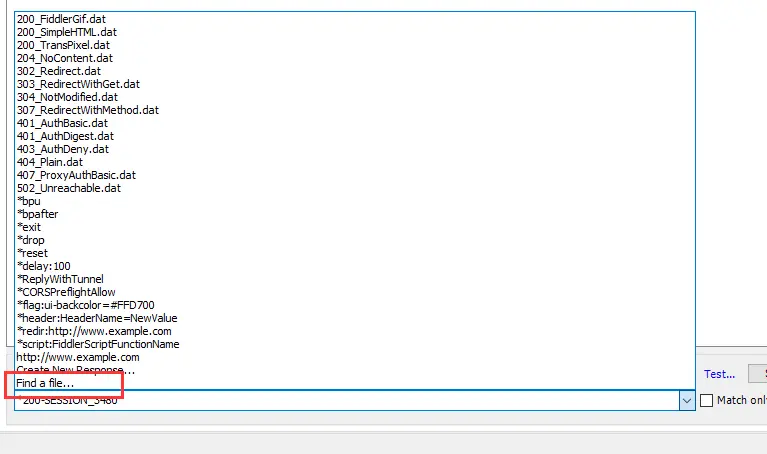 200_FiddlerGif.dat
200_SimpleHTML.dat
200_TransPixel.dat
204_NoContent.dat
302_Redirect.dat
303_RedirectWithGet.dat
304_NotModified.dat
307_RedirectWithMethod.dat
401_AuthBasic.dat
401_AuthDigest.dat
403_AuthDeny.dat
404_Plain.dat
407_ProxyAuthBasic.dat
502_Unreachable.dat
*bpu
*bpafter
*exit
*drop
*reset
*delay:100
*ReplyWithTunnel
*CORSPreflightAllow
*flag:ui-backcolor=#FFD700
*header:HeaderName=NewValue
*redir:http://www.example.com
*script:FiddlerScriptFunctionName
http://www.example.com
Create New Response...
Find a file...
*200-SESSION_3480
Test...
Match only